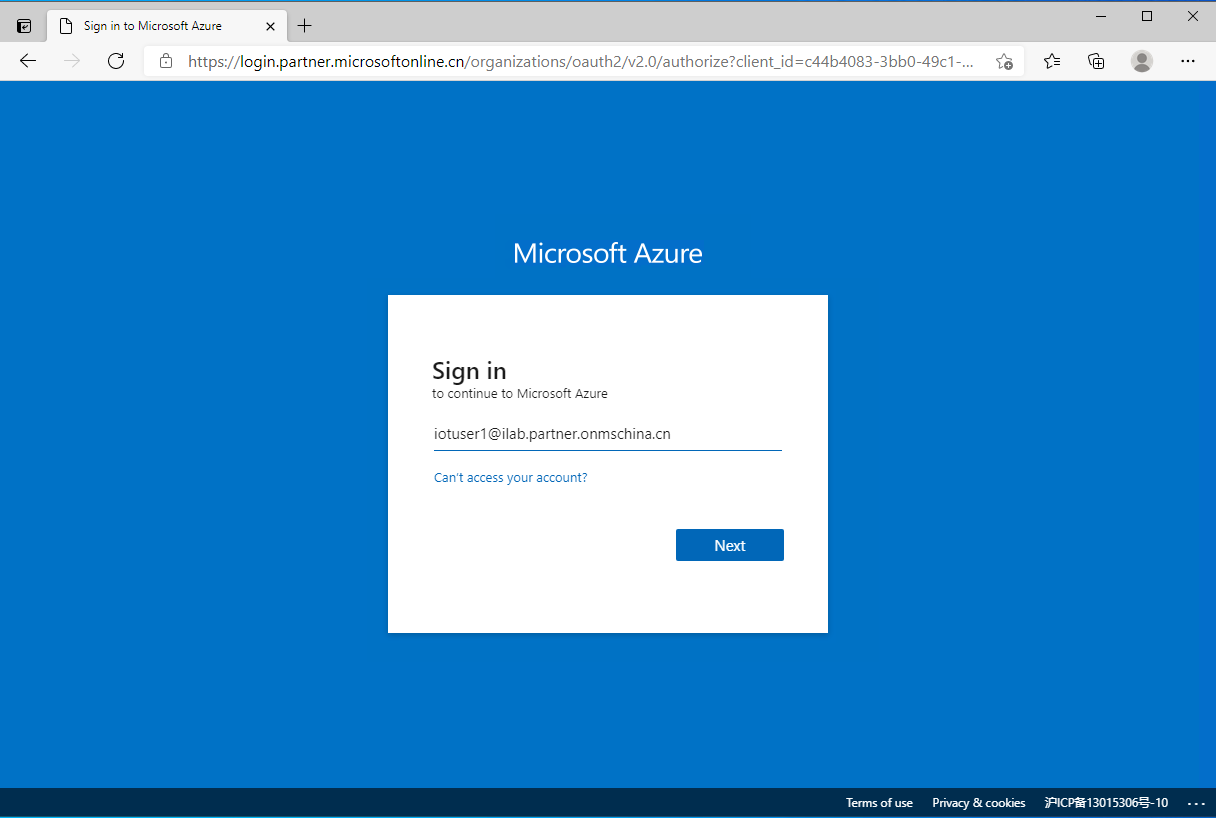 Sign in to Microsoft Azure
https://login.partner.microsoftonline.cn/organizations/oauth2/v2.0/authorize?client_id=c44b4083-3bb0-49c1-...
Microsoft Azure
Sign in
to continue to Microsoft Azure
iotuser1@ilab.partner.onmschina.cn
Can't access your account?
Next
Terms of use Privacy & cookies 沪ICP备13015306号-10 ...